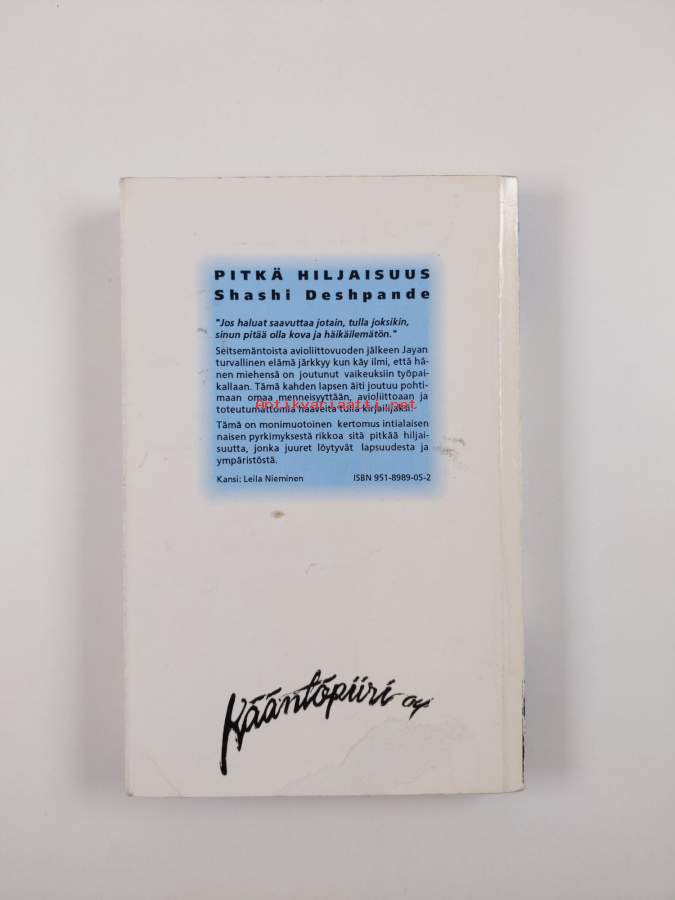 PITKÄ HILJAISUUS
Shashi Deshpande
"Jos haluat saavuttaa jotain, tulla joksikin,
sinun pitää olla kova ja häikäilemätön."
Seitsemäntoista avioliittovuoden jälkeen Jayan
turvallinen elämä järkkyy kun käy ilmi, että hä-
nen miehensä on joutunut vaikeuksiin työpai-
kallaan. Tämä kahden lapsen äiti joutuu pohti-
maan omaa menneisyyttään, avioliittoaan ja
Antikvariaatti.net
toteutumattomia haaveita tulla kirjailijaksi.
Tämä on monimuotoinen kertomus intialaisen
naisen pyrkimyksestä rikkoa sitä pitkää hiljai-
suutta, jonka juuret löytyvät lapsuudesta ja
ympäristöstä.
Kansi: Leila Nieminen ISBN 951-8989-05-2
Kääntöpiiri oy